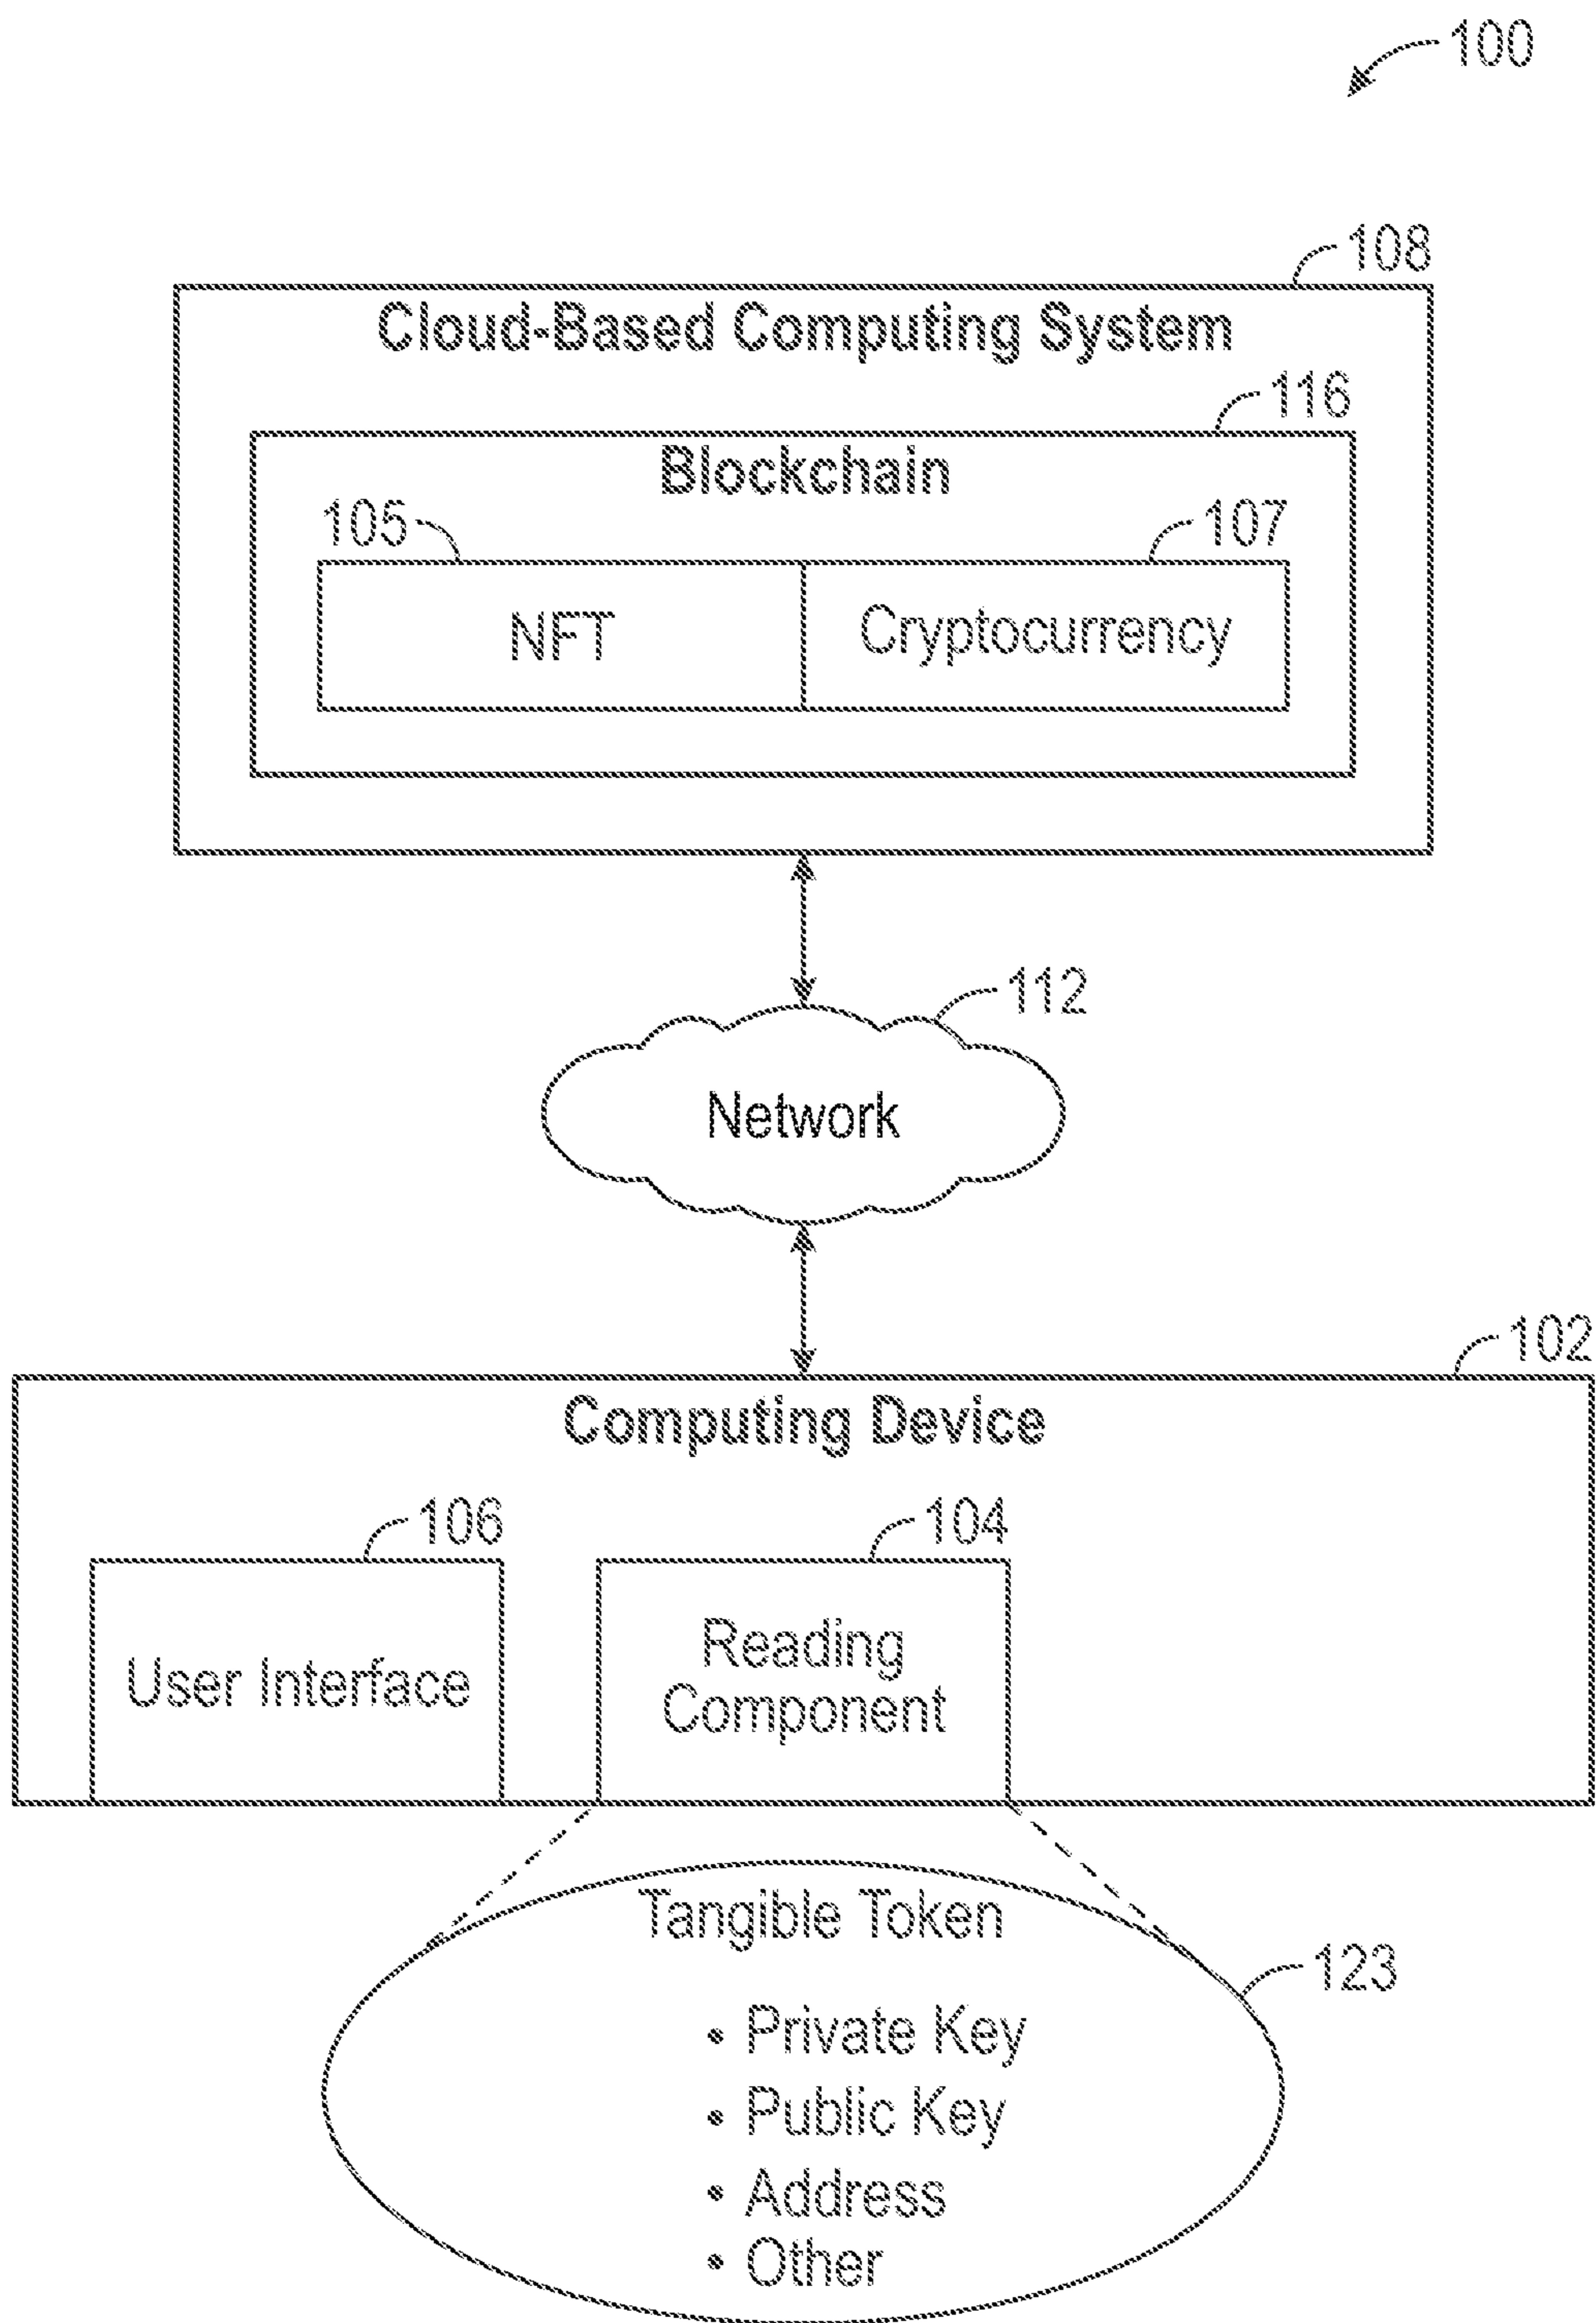 100
108
Cloud-Based Computing System
116
Blockchain
105
107
NFT
Cryptocurrency
112
Network
102
Computing Device
106
104
User Interface
Reading
Component
Tangible Token
123
• Private Key
• Public Key
• Address
• Other